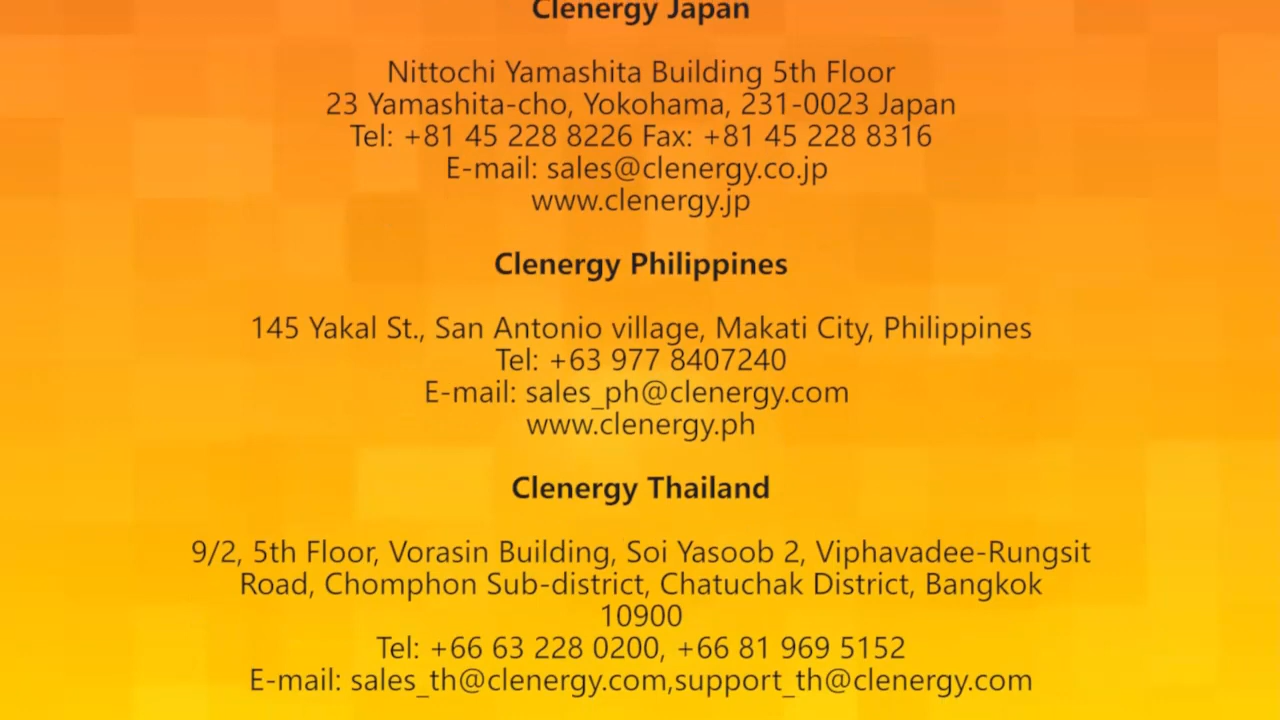 Clenergy Japan
Nittochi Yamashita Building 5th Floor
23 Yamashita-cho, Yokohama, 231-0023 Japan
Tel: +81 45 228 8226 Fax: +81 45 228 8316
E-mail: sales@clenergy.co.jp
www.clenergy.jp
Clenergy Philippines
145 Yakal St., San Antonio village, Makati City, Philippines
Tel: +63 977 8407240
E-mail: sales_ph@clenergy.com
www.clenergy.ph
Clenergy Thailand
9/2, 5th Floor, Vorasin Building, Soi Yasoob 2, Viphavadee-Rungsit
Road, Chomphon Sub-district, Chatuchak District, Bangkok
10900
Tel: +66 63 228 0200, +66 81 969 5152
E-mail: sales_th@clenergy.com,support_th@clenergy.com